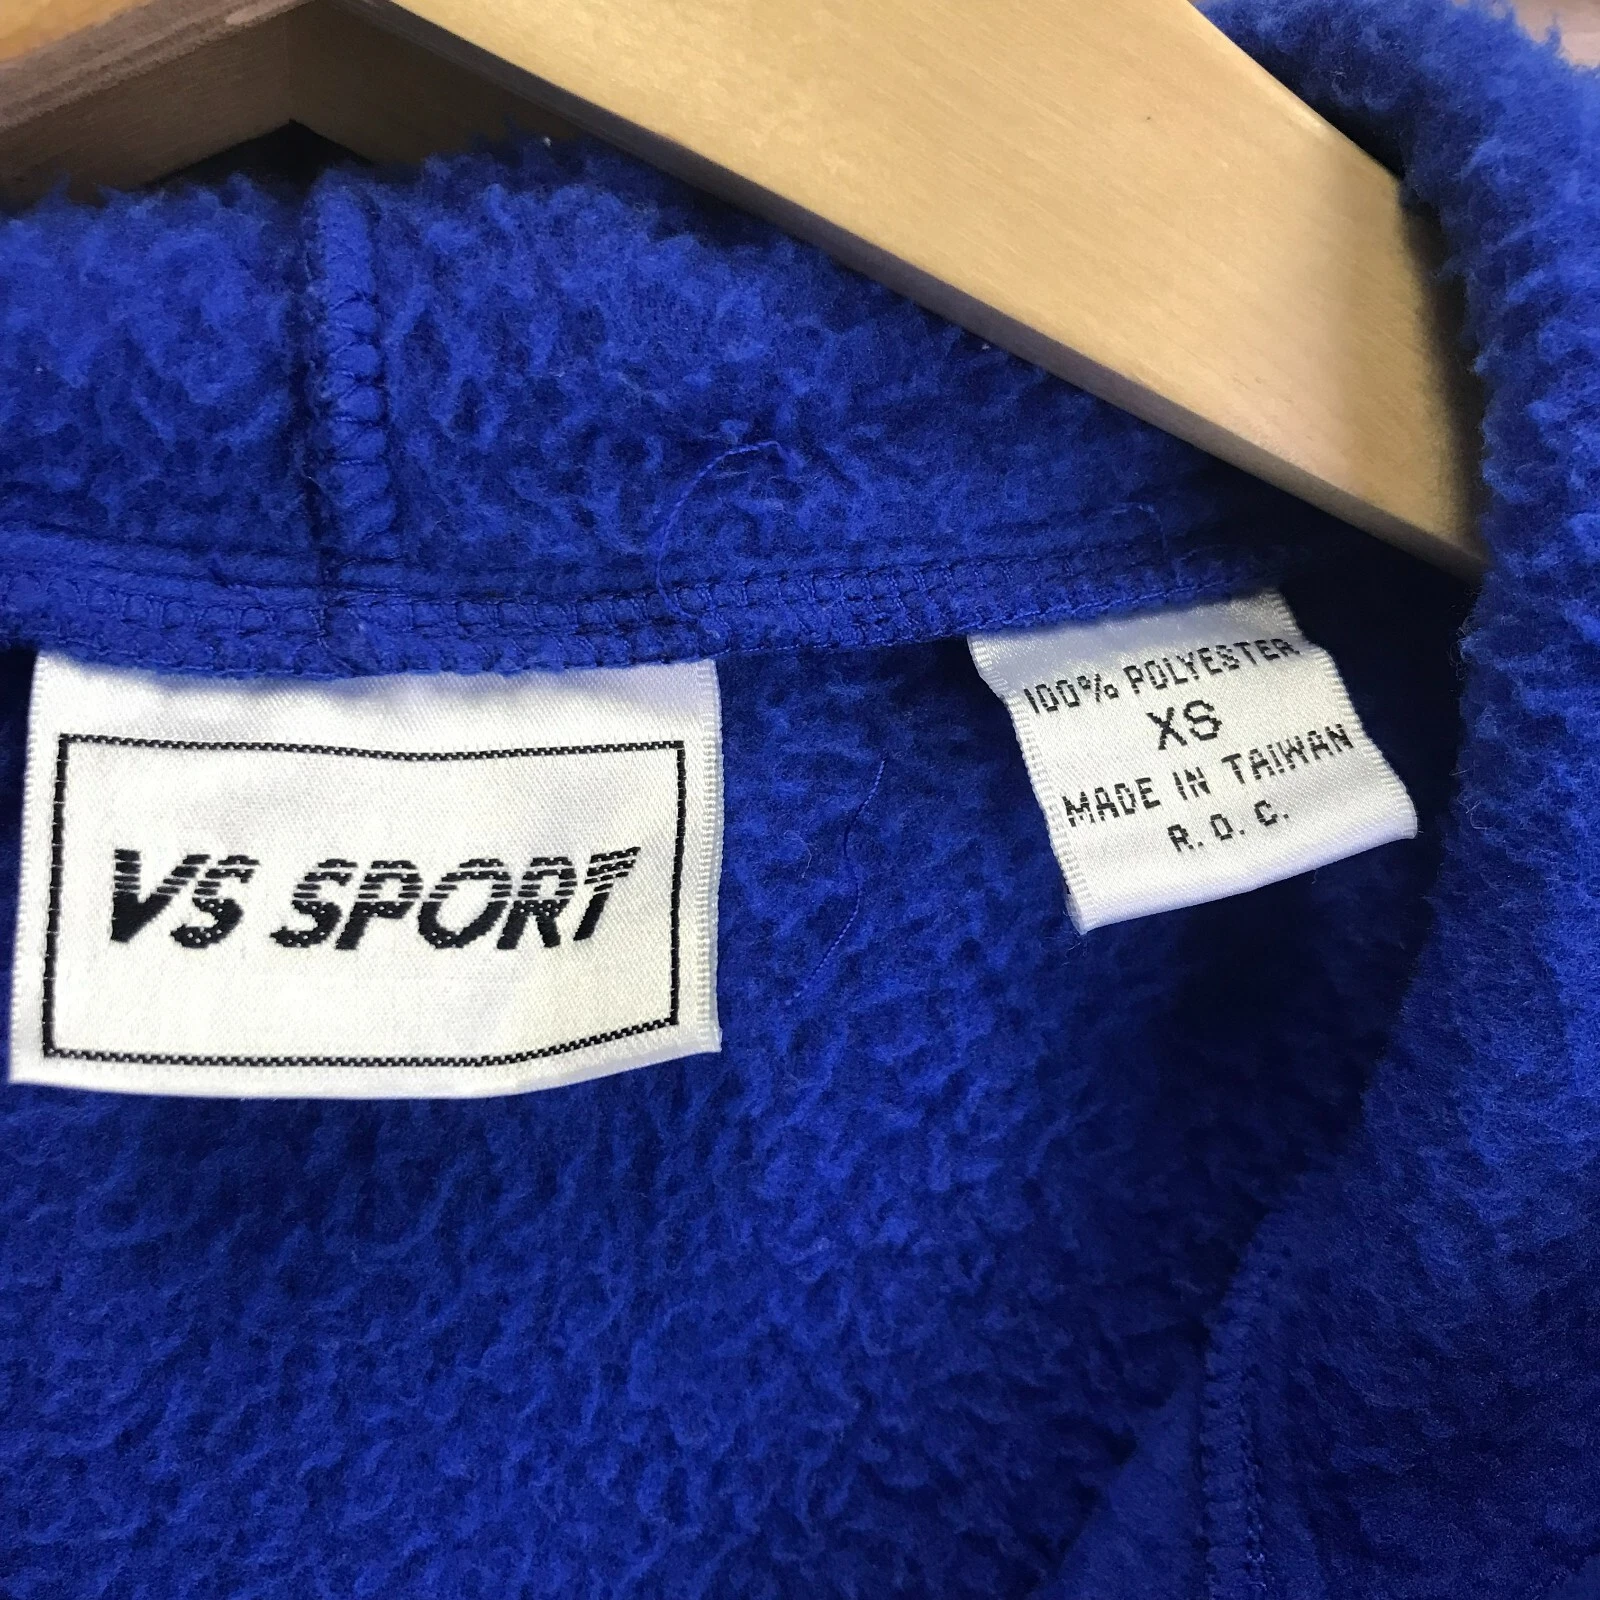 VS SPORT
100% POLYESTER
XS
MADE IN TAIWAN
R.O.C.